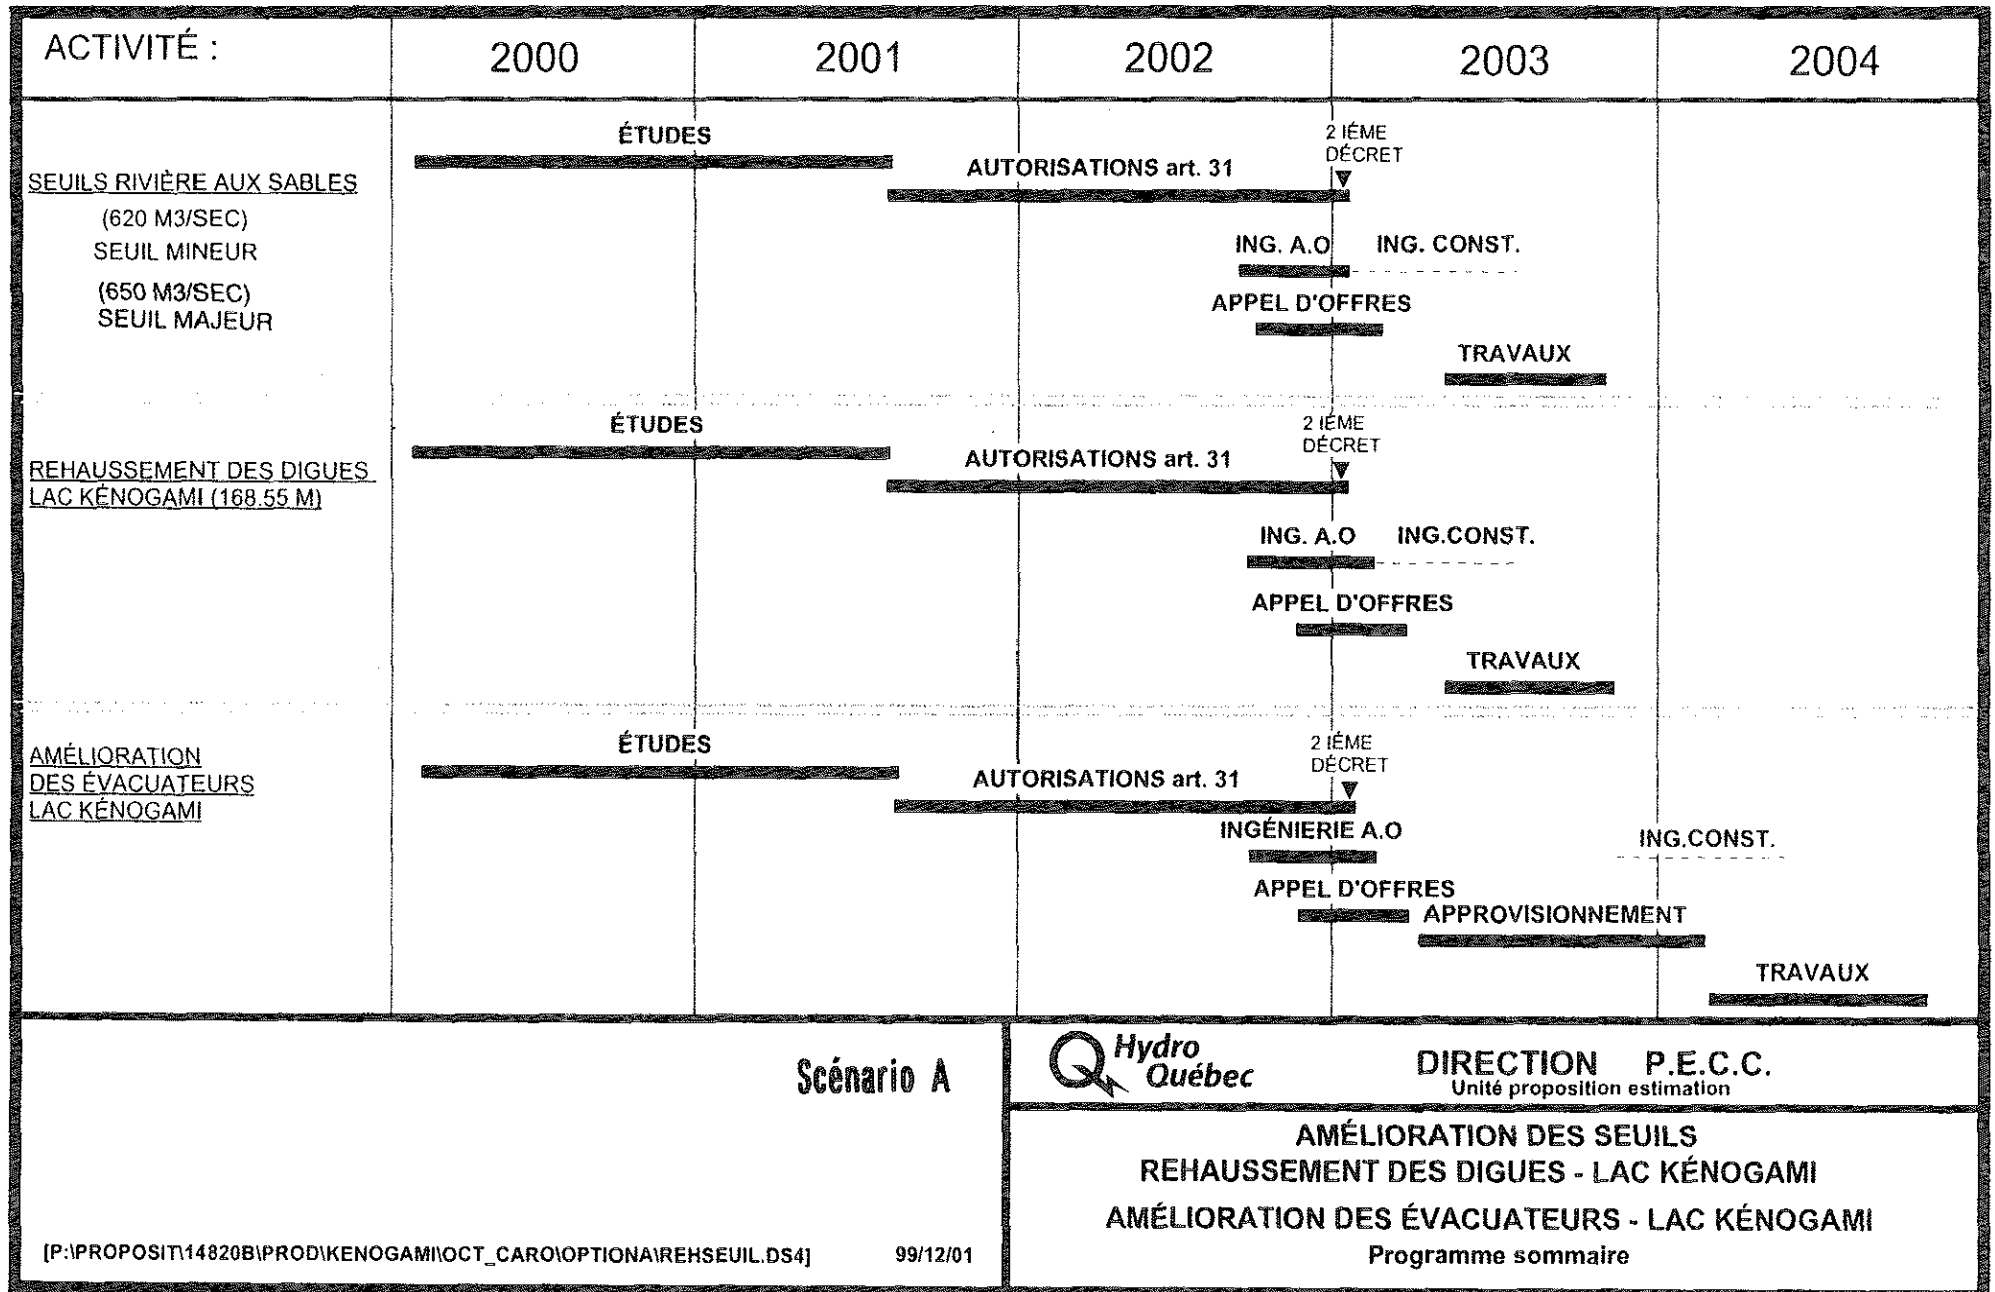 ACTIVITÉ :
2000
2001
2002
2003
2004
SEUILS RIVIÈRE AUX SABLES
(620 M3/SEC)
SEUIL MINEUR
(650 M3/SEC)
SEUIL MAJEUR
ÉTUDES
AUTORISATIONS art. 31
2 IÉME
DÉCRET
ING. A.O
ING. CONST.
APPEL D'OFFRES
TRAVAUX
REHAUSSEMENT DES DIGUES
LAC KÉNOGAMI (168.55 M)
ÉTUDES
AUTORISATIONS art. 31
2 IÉME
DÉCRET
ING. A.O
ING.CONST.
APPEL D'OFFRES
TRAVAUX
AMÉLIORATION
DES ÉVACUATEURS
LAC KÉNOGAMI
ÉTUDES
AUTORISATIONS art. 31
2 IÉME
DÉCRET
INGÉNIERIE A.O
ING.CONST.
APPEL D'OFFRES
APPROVISIONNEMENT
TRAVAUX
Scénario A
[P:\PROPOSIT\14820B\PROD\KENOGAMI\OCT_CARO\OPTIONA\REHSEUIL.DS4]
99/12/01
Hydro
Québec
DIRECTION P.E.C.C.
Unité proposition estimation
AMÉLIORATION DES SEUILS
REHAUSSEMENT DES DIGUES - LAC KÉNOGAMI
AMÉLIORATION DES ÉVACUATEURS - LAC KÉNOGAMI
Programme sommaire